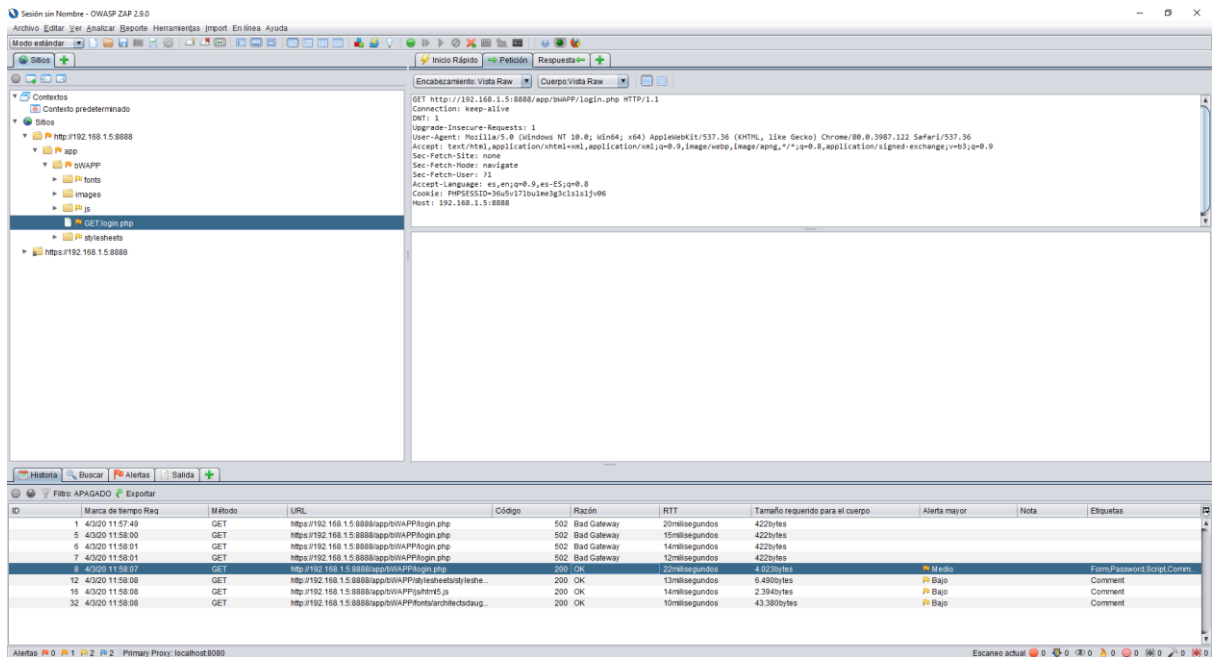 Sesión sin Nombre - OWASP ZAP 2.9.0
Archivo Editar Ver Analizar Reporte Herramientas Import En línea Ayuda
Modo estándar
Sitios
Contextos
Contexto predeterminado
Sitios
http://192.168.1.5:8888
app
bWAPP
fonts
images
js
GET:login.php
stylesheets
https://192.168.1.5:8888
Inicio Rápido Petición Respuesta
Encabezamiento: Vista Raw Cuerpo:Vista Raw
GET http://192.168.1.5:8888/app/bWAPP/login.php HTTP/1.1
Connection: keep-alive
DNT: 1
Upgrade-Insecure-Requests: 1
User-Agent: Mozilla/5.0 (Windows NT 10.0; Win64; x64) AppleWebKit/537.36 (KHTML, like Gecko) Chrome/80.0.3987.122 Safari/537.36
Accept: text/html,application/xhtml+xml,application/xml;q=0.9,image/webp,image/apng,*/*;q=0.8,application/signed-exchange;v=b3;q=0.9
Sec-Fetch-Site: none
Sec-Fetch-Mode: navigate
Sec-Fetch-User: ?1
Accept-Language: es,en;q=0.9,es-ES;q=0.8
Cookie: PHPSESSID=
Host: 192.168.1.5:8888
Historia Buscar Alertas Salida
Filtro: APAGADO Exportar
ID Marca de tiempo Req Método URL Código Razón RTT Tamaño requerido para el cuerpo Alerta mayor Nota Etiquetas
1 4/3/20 11:57:49 GET https://192.168.1.5:8888/app/bWAPP/login.php 502 Bad Gateway 20milisegundos 422bytes
5 4/3/20 11:58:00 GET https://192.168.1.5:8888/app/bWAPP/login.php 502 Bad Gateway 15milisegundos 422bytes
6 4/3/20 11:58:01 GET https://192.168.1.5:8888/app/bWAPP/login.php 502 Bad Gateway 14milisegundos 422bytes
7 4/3/20 11:58:01 GET https://192.168.1.5:8888/app/bWAPP/login.php 502 Bad Gateway 12milisegundos 422bytes
8 4/3/20 11:58:07 GET http://192.168.1.5:8888/app/bWAPP/login.php 200 OK 22milisegundos 4.023bytes Medio Form,Password,Script,Comm...
12 4/3/20 11:58:08 GET http://192.168.1.5:8888/app/bWAPP/stylesheets/styleshe... 200 OK 13milisegundos 6.490bytes Bajo Comment
16 4/3/20 11:58:08 GET http://192.168.1.5:8888/app/bWAPP/js/html5.js 200 OK 14milisegundos 2.394bytes Bajo Comment
32 4/3/20 11:58:08 GET http://192.168.1.5:8888/app/bWAPP/fonts/architectsdaug... 200 OK 10milisegundos 43.380bytes Bajo Comment
Alertas 0 1 2 2 Primary Proxy: localhost:8080 Escaneo actual 0 0 0 0 0 0 0 0